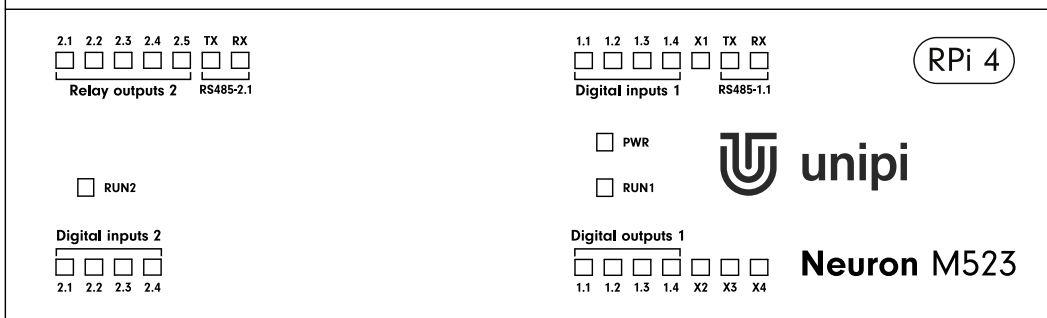 2.1 2.2 2.3 2.4 2.5 TX RX
Relay outputs 2 RS485-2.1
1.1 1.2 1.3 1.4 X1 TX RX
Digital inputs 1 RS485-1.1
RPi 4
PWR
unipi
RUN2
RUN1
Digital inputs 2
2.1 2.2 2.3 2.4
Digital outputs 1
1.1 1.2 1.3 1.4 X2 X3 X4
Neuron M523